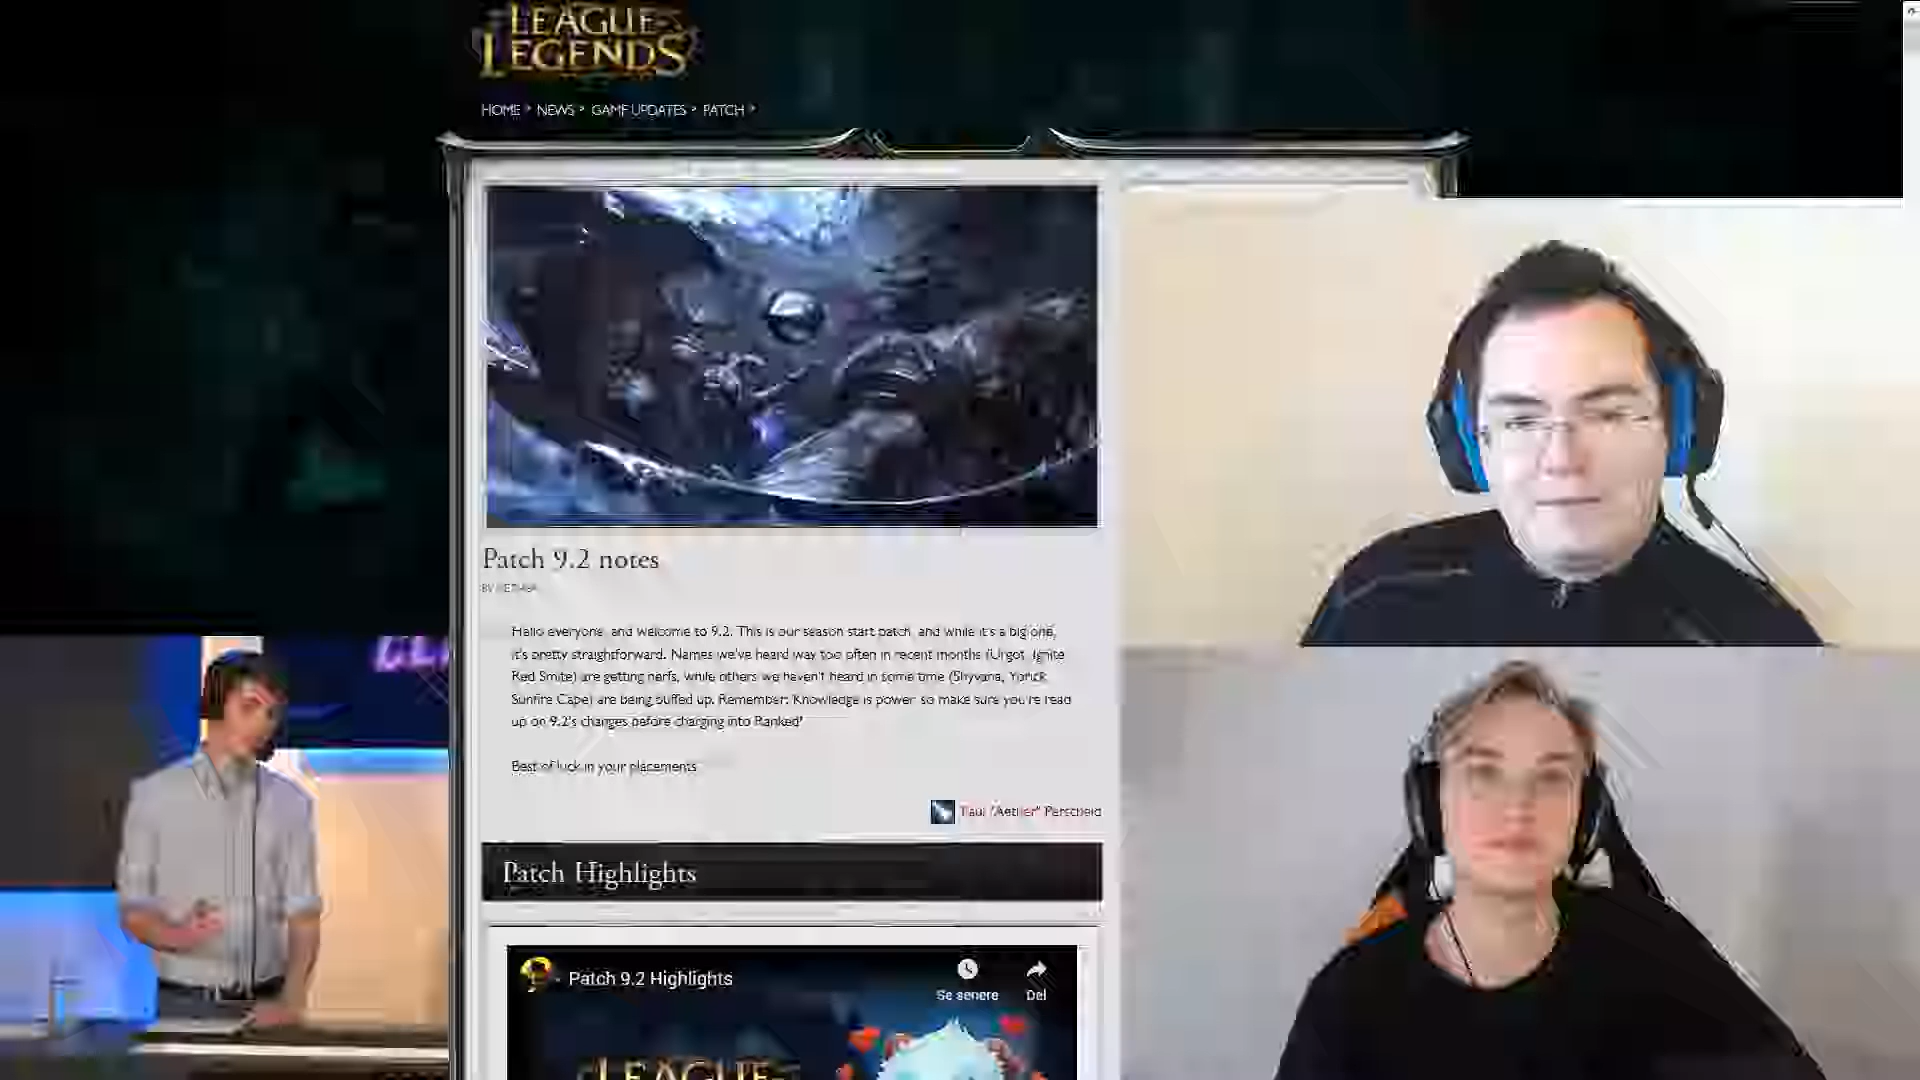 LEAGUE
LEGENDS
HOME > NEWS > GAME UPDATES > PATCH >
Patch 9.2 notes
BY AETHER
Hello everyone, and welcome to 9.2. This is our season start patch, and while it's a big one,
it's pretty straightforward. Names we've heard way too often in recent months (Urgot, Ignite
Red Smite) are getting nerfs, while others we haven't heard in some time (Shyvana, Yorick
Sunfire Cape) are being buffed up. Remember: Knowledge is power so make sure you're read
up on 9.2's changes before charging into Ranked!
Best of luck in your placements
Paul "Aether" Perscheid
Patch Highlights
Patch 9.2 Highlights
Se senere
Del
LEAGUE